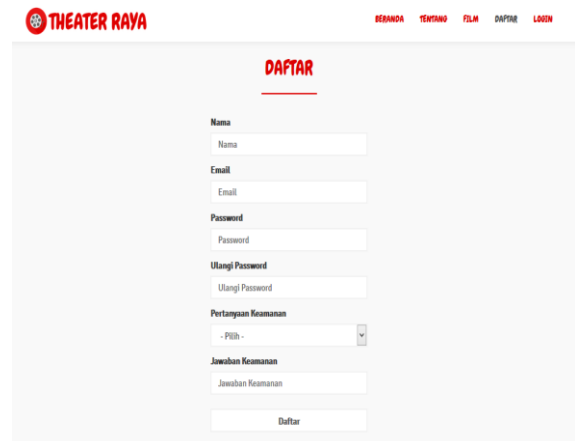 THEATER RAYA
BERANDA TENTANG FILM DAFTAR LOGIN
DAFTAR
Nama
Nama
Email
Email
Password
Password
Ulangi Password
Ulangi Password
Pertanyaan Keamanan
- Pilih -
Jawaban Keamanan
Jawaban Keamanan
Daftar